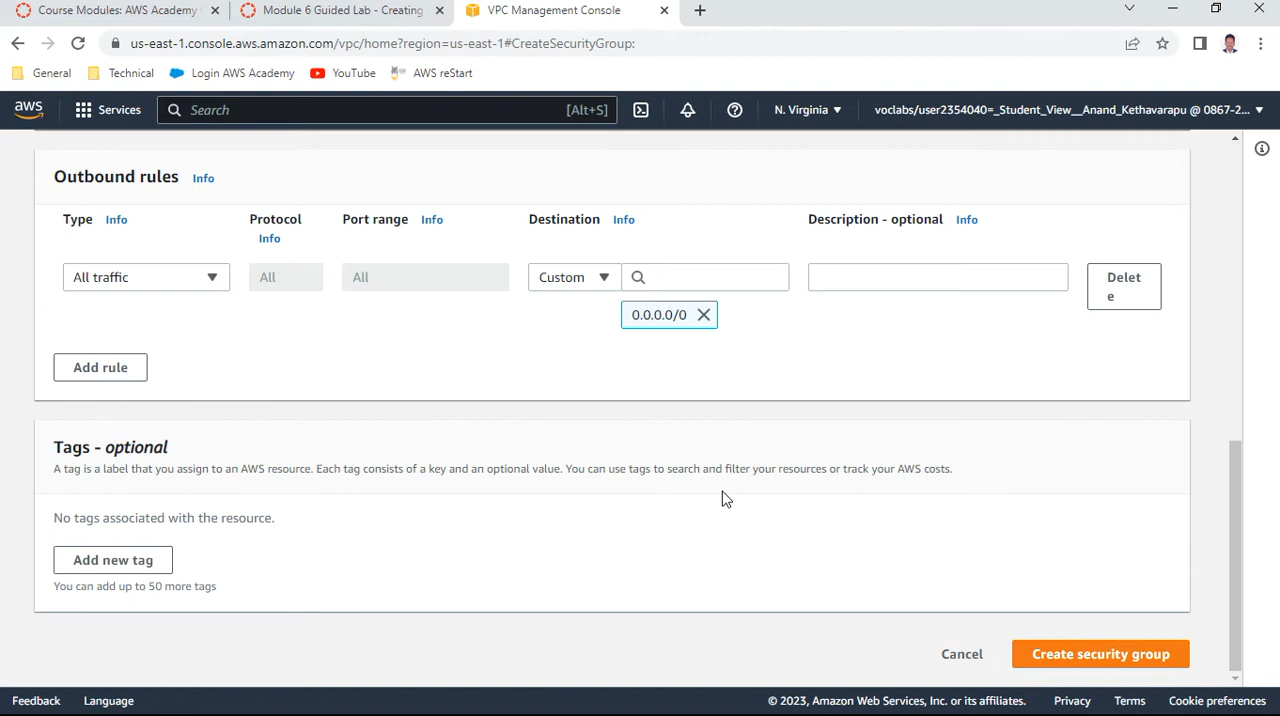 Course Modules: AWS Academy
Module 6 Guided Lab - Creating
VPC Management Console
us-east-1.console.aws.amazon.com/vpc/home?region=us-east-1#CreateSecurityGroup:
General
Technical
Login AWS Academy
YouTube
AWS reStart
aws
Services
Search
[Alt+S]
N. Virginia
voclabs/user2354040=_Student_View__Anand_Kethavarapu @ 0867-2...
Outbound rules Info
Type Info
Protocol
Info
Port range Info
Destination Info
Description - optional Info
All traffic
All
All
Custom
Delet
e
0.0.0.0/0
Add rule
Tags - optional
A tag is a label that you assign to an AWS resource. Each tag consists of a key and an optional value. You can use tags to search and filter your resources or track your AWS costs.
No tags associated with the resource.
Add new tag
You can add up to 50 more tags
Cancel
Create security group
Feedback
Language
© 2023, Amazon Web Services, Inc. or its affiliates.
Privacy
Terms
Cookie preferences